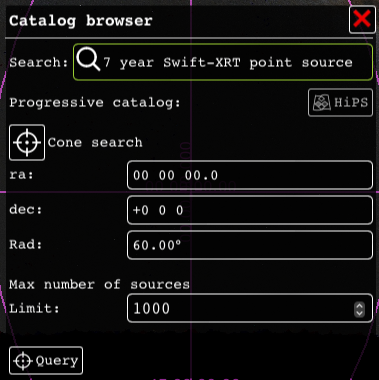 Catalog browser
Search: 7 year Swift-XRT point source
Progressive catalog: HiPS
Cone search
ra: 00 00 00.0
dec: +0 0 0
Rad: 60.00°
Max number of sources
Limit: 1000
Query